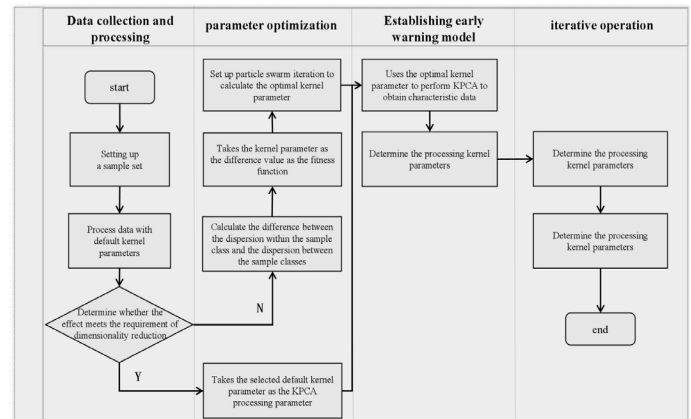 Data collection and
processing
parameter optimization
Establishing early
warning model
iterative operation
start
Setting up
a sample set
Process data with
default kernel
parameters
Determine whether the
effect meets the requirement of
dimensionality reduction
N
Y
Set up particle swarm iteration to
calculate the optimal kernel
parameter
Takes the kernel parameter as
the difference value as the fitness
function
Calculate the difference between
the dispersion within the sample
class and the dispersion between
the sample classes
Takes the selected default kernel
parameter as the KPCA
processing parameter
Uses the optimal kernel
parameter to perform KPCA to
obtain characteristic data
Determine the processing kernel
parameters
Determine the processing
kernel parameters
Determine the processing
kernel parameters
end